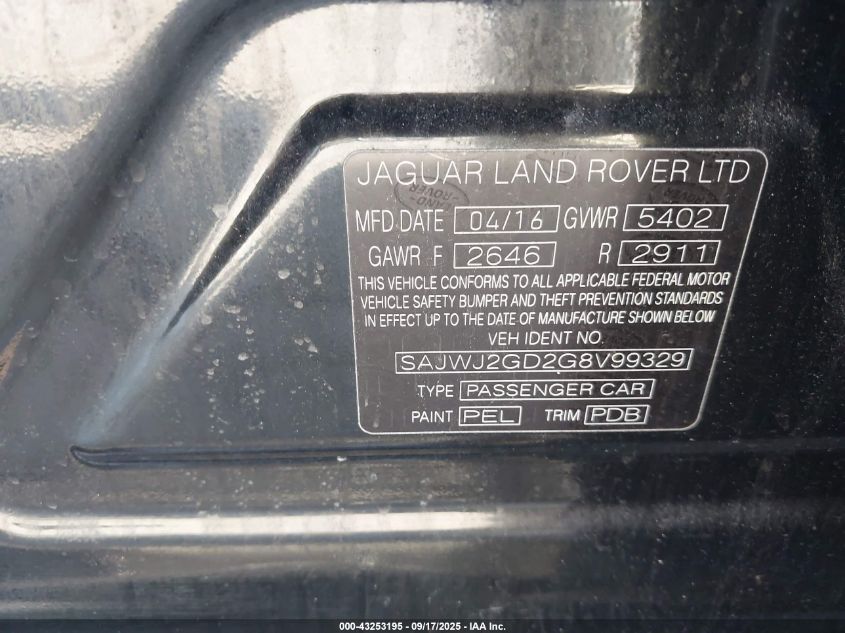 JAGUAR LAND ROVER LTD
MFD DATE 04/16 GVWR 5402
GAWR F 2646 R 2911
THIS VEHICLE CONFORMS TO ALL APPLICABLE FEDERAL MOTOR
VEHICLE SAFETY BUMPER AND THEFT PREVENTION STANDARDS
IN EFFECT UP TO THE DATE OF MANUFACTURE SHOWN BELOW
VEH IDENT NO.
SAJWJ2GD2G8V99329
TYPE PASSENGER CAR
PAINT PEL TRIM PDB
000-43253195 - 09/17/2025 - IAA Inc.